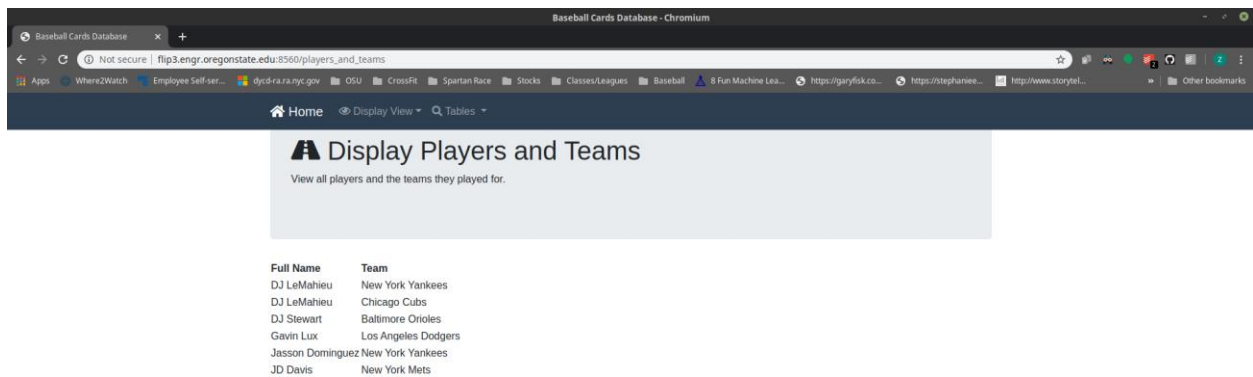 Baseball Cards Database - Chromium
Baseball Cards Database × +
Not secure | flip3.engr.oregonstate.edu:8560/players_and_teams
Apps Where2Watch Employee Self-ser... dycd-ra.ra.nyc.gov OSU CrossFit Spartan Race Stocks Classes/Leagues Baseball 8 Fun Machine Lea... https://garyfisk.co... https://stephaniee... http://www.storytel... » Other bookmarks
Home Display View Tables
Display Players and Teams
View all players and the teams they played for.
Full Name Team
DJ LeMahieu New York Yankees
DJ LeMahieu Chicago Cubs
DJ Stewart Baltimore Orioles
Gavin Lux Los Angeles Dodgers
Jasson Dominguez New York Yankees
JD Davis New York Mets